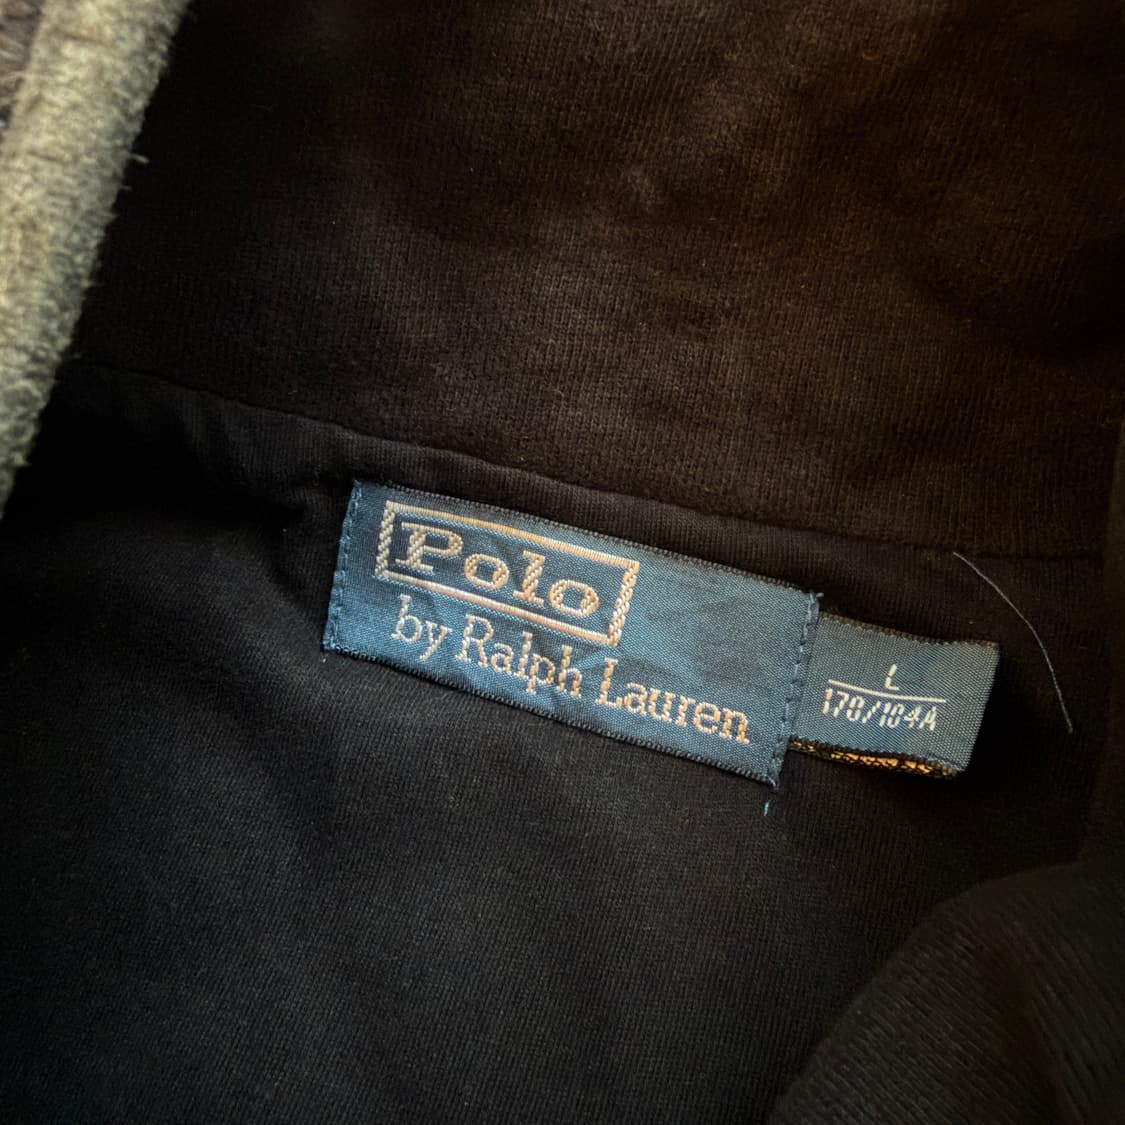 Polo
by Ralph Lauren
L
170/104A